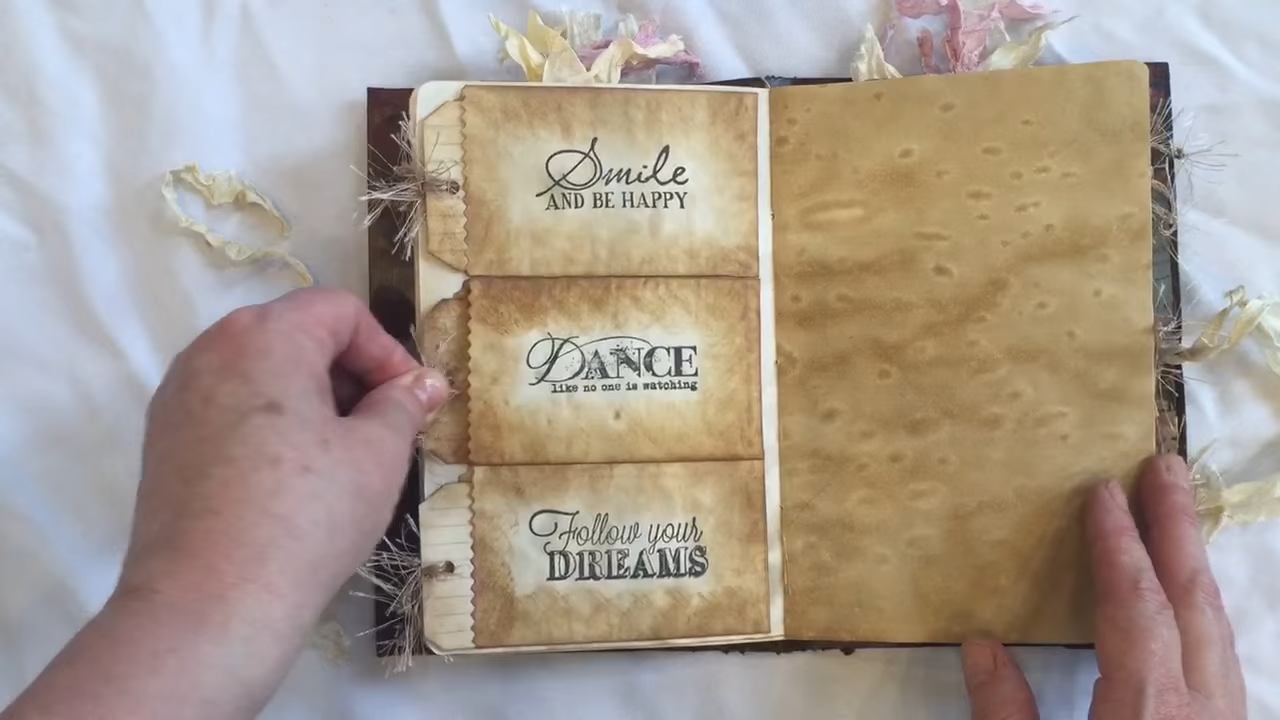 Smile
AND BE HAPPY
DANCE
like no one is watching
Follow your
DREAMS